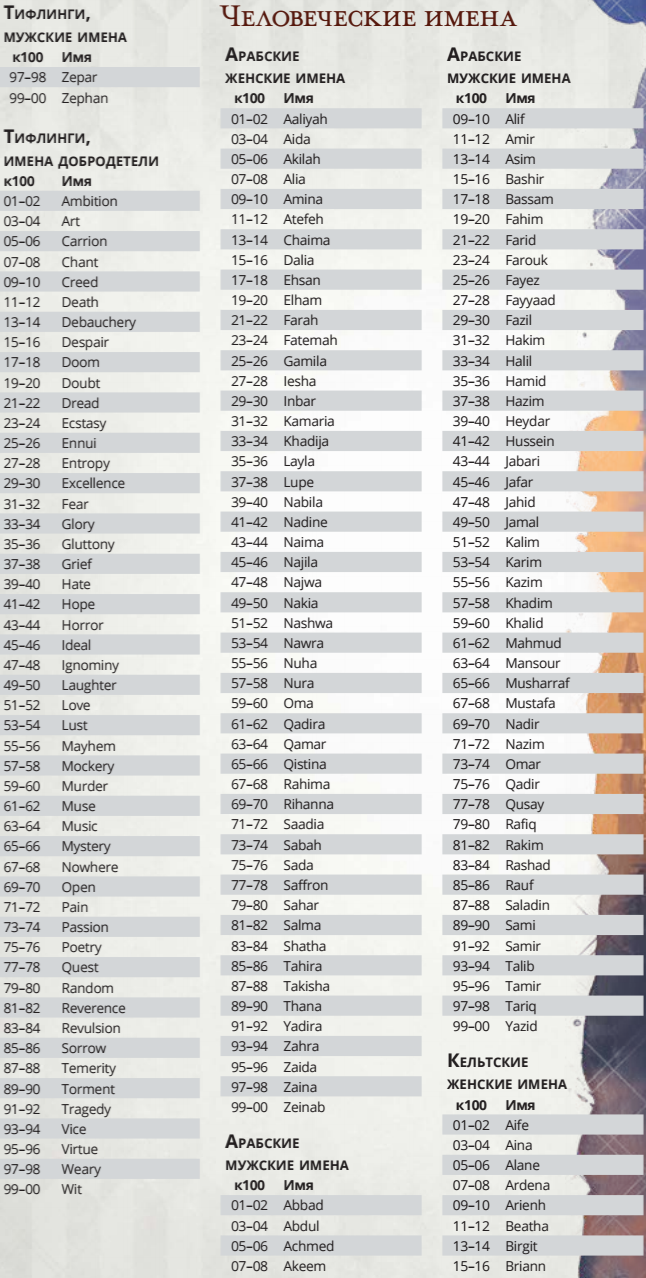 Тифлинги,
мужские имена
к100 Имя
97–98 Zepar
99–00 Zephan
Тифлинги,
имена добродетели
к100 Имя
01–02 Ambition
03–04 Art
05–06 Carrion
07–08 Chant
09–10 Creed
11–12 Death
13–14 Debauchery
15–16 Despair
17–18 Doom
19–20 Doubt
21–22 Dread
23–24 Ecstasy
25–26 Ennui
27–28 Entropy
29–30 Excellence
31–32 Fear
33–34 Glory
35–36 Gluttony
37–38 Grief
39–40 Hate
41–42 Hope
43–44 Horror
45–46 Ideal
47–48 Ignominy
49–50 Laughter
51–52 Love
53–54 Lust
55–56 Mayhem
57–58 Mockery
59–60 Murder
61–62 Muse
63–64 Music
65–66 Mystery
67–68 Nowhere
69–70 Open
71–72 Pain
73–74 Passion
75–76 Poetry
77–78 Quest
79–80 Random
81–82 Reverence
83–84 Revulsion
85–86 Sorrow
87–88 Temerity
89–90 Torment
91–92 Tragedy
93–94 Vice
95–96 Virtue
97–98 Weary
99–00 Wit
Человеческие имена
Арабские
женские имена
к100 Имя
01–02 Aaliyah
03–04 Aida
05–06 Akilah
07–08 Alia
09–10 Amina
11–12 Atefeh
13–14 Chaima
15–16 Dalia
17–18 Ehsan
19–20 Elham
21–22 Farah
23–24 Fatemah
25–26 Gamila
27–28 Iesha
29–30 Inbar
31–32 Kamaria
33–34 Khadija
35–36 Layla
37–38 Lupe
39–40 Nabila
41–42 Nadine
43–44 Naima
45–46 Najila
47–48 Najwa
49–50 Nakia
51–52 Nashwa
53–54 Nawra
55–56 Nuha
57–58 Nura
59–60 Oma
61–62 Qadira
63–64 Qamar
65–66 Qistina
67–68 Rahima
69–70 Rihanna
71–72 Saadia
73–74 Sabah
75–76 Sada
77–78 Saffron
79–80 Sahar
81–82 Salma
83–84 Shatha
85–86 Tahira
87–88 Takisha
89–90 Thana
91–92 Yadira
93–94 Zahra
95–96 Zaida
97–98 Zaina
99–00 Zeinab
Арабские
мужские имена
к100 Имя
01–02 Abbad
03–04 Abdul
05–06 Achmed
07–08 Akeem
Арабские
мужские имена
к100 Имя
09–10 Alif
11–12 Amir
13–14 Asim
15–16 Bashir
17–18 Bassam
19–20 Fahim
21–22 Farid
23–24 Farouk
25–26 Fayez
27–28 Fayyaad
29–30 Fazil
31–32 Hakim
33–34 Halil
35–36 Hamid
37–38 Hazim
39–40 Heydar
41–42 Hussein
43–44 Jabari
45–46 Jafar
47–48 Jahid
49–50 Jamal
51–52 Kalim
53–54 Karim
55–56 Kazim
57–58 Khadim
59–60 Khalid
61–62 Mahmud
63–64 Mansour
65–66 Musharraf
67–68 Mustafa
69–70 Nadir
71–72 Nazim
73–74 Omar
75–76 Qadir
77–78 Qusay
79–80 Rafiq
81–82 Rakim
83–84 Rashad
85–86 Rauf
87–88 Saladin
89–90 Sami
91–92 Samir
93–94 Talib
95–96 Tamir
97–98 Tariq
99–00 Yazid
Кельтские
женские имена
к100 Имя
01–02 Aife
03–04 Aina
05–06 Alane
07–08 Ardena
09–10 Arienh
11–12 Beatha
13–14 Birgit
15–16 Briann